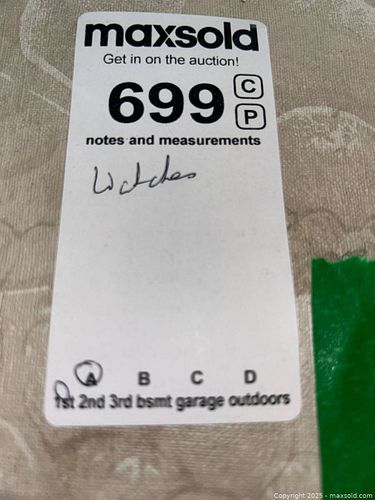 maxsold
Get in on the auction!
699 C P
notes and measurements
Watches
A B C D
1st 2nd 3rd bsmt garage outdoors
Copyright 2025 - maxsold.com